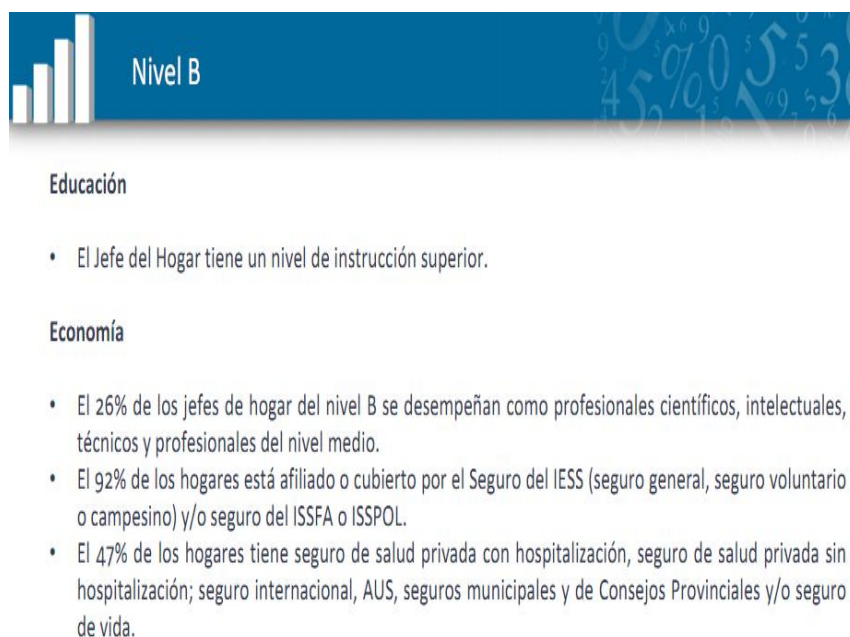 Nivel B
Educación
• El Jefe del Hogar tiene un nivel de instrucción superior.
Economía
• El 26% de los jefes de hogar del nivel B se desempeñan como profesionales científicos, intelectuales,
técnicos y profesionales del nivel medio.
• El 92% de los hogares está afiliado o cubierto por el Seguro del IESS (seguro general, seguro voluntario
o campesino) y/o seguro del ISSFA o ISSPOL.
• El 47% de los hogares tiene seguro de salud privada con hospitalización, seguro de salud privada sin
hospitalización; seguro internacional, AUS, seguros municipales y de Consejos Provinciales y/o seguro
de vida.